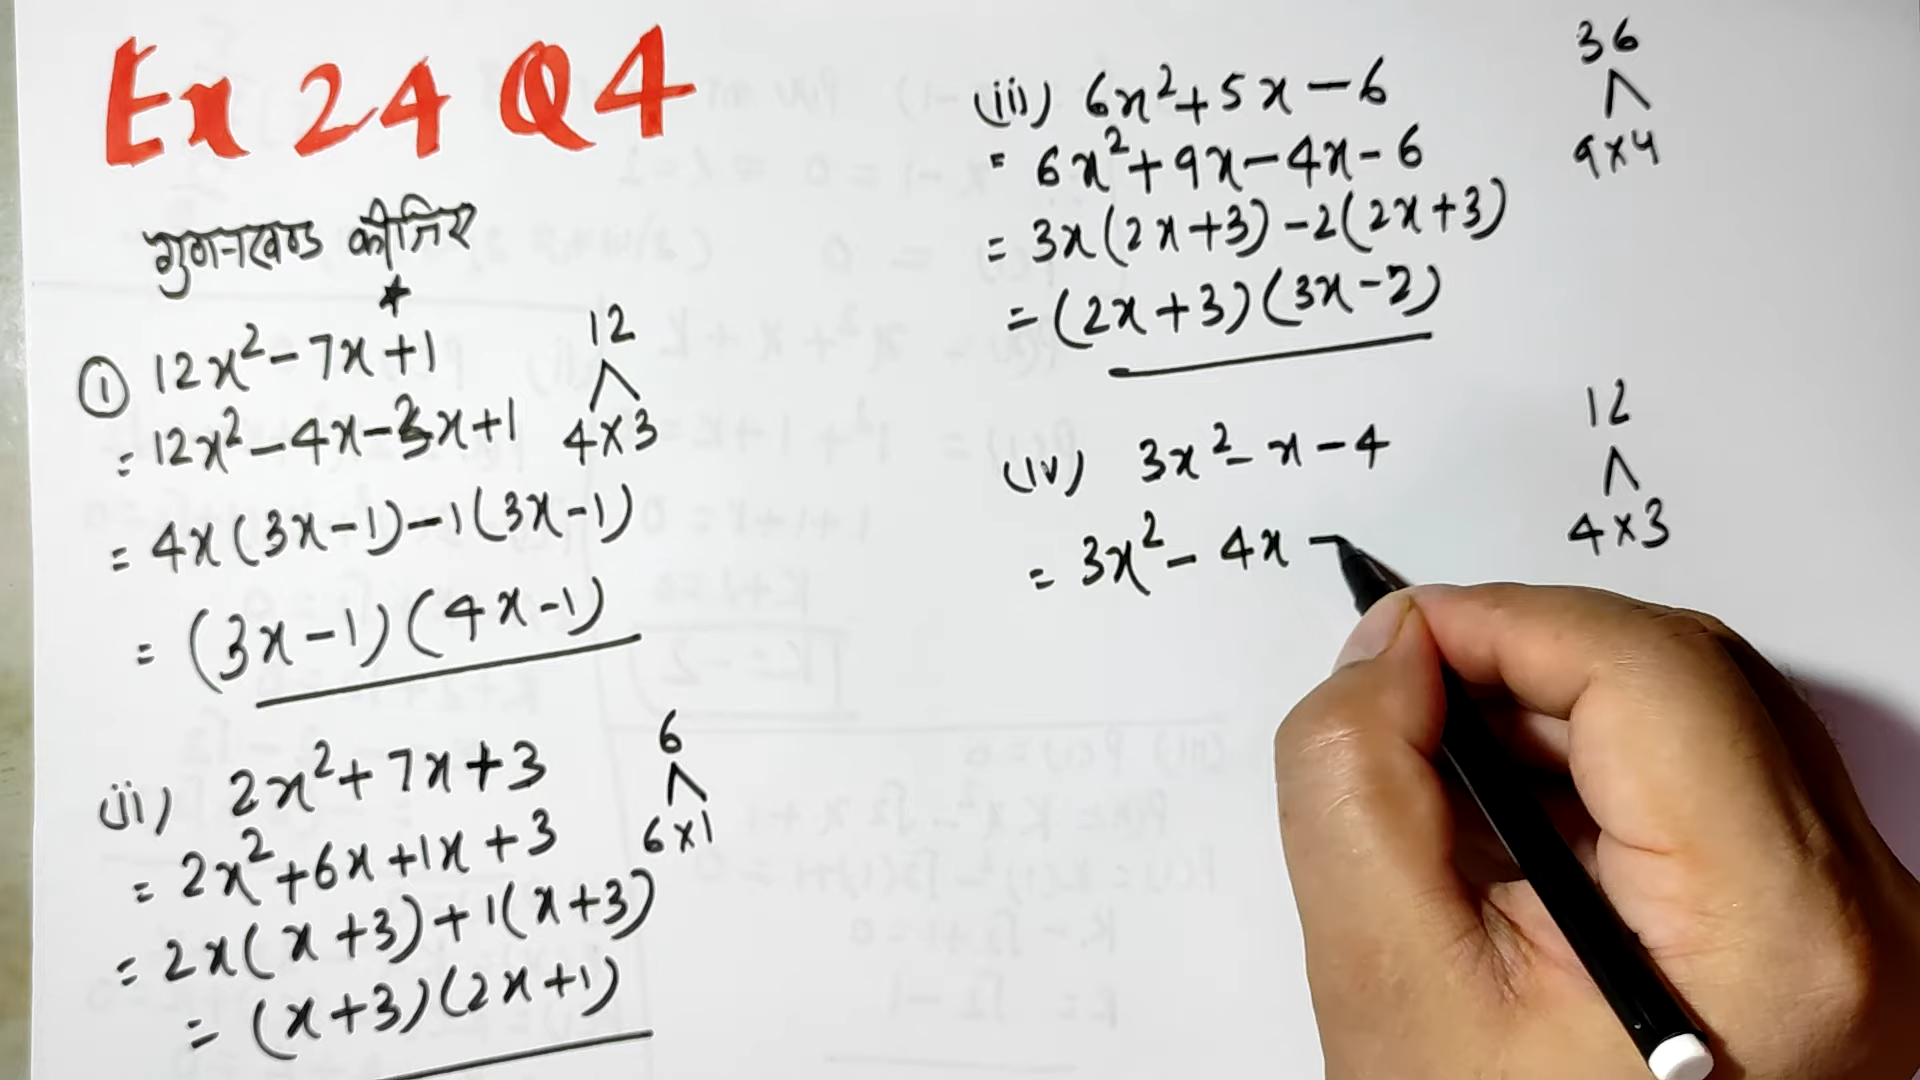 Ex 24 Q4
गुणनखण्ड कीजिए
① 12x² - 7x + 1
12
4 × 3
= 12x² - 4x - 3x + 1
= 4x(3x - 1) - 1(3x - 1)
= (3x - 1)(4x - 1)
(ii) 2x² + 7x + 3
6
6 × 1
= 2x² + 6x + 1x + 3
= 2x(x + 3) + 1(x + 3)
= (x + 3)(2x + 1)
(iii) 6x² + 5x - 6
36
9 × 4
= 6x² + 9x - 4x - 6
= 3x(2x + 3) - 2(2x + 3)
= (2x + 3)(3x - 2)
(iv) 3x² - x - 4
12
4 × 3
= 3x² - 4x -